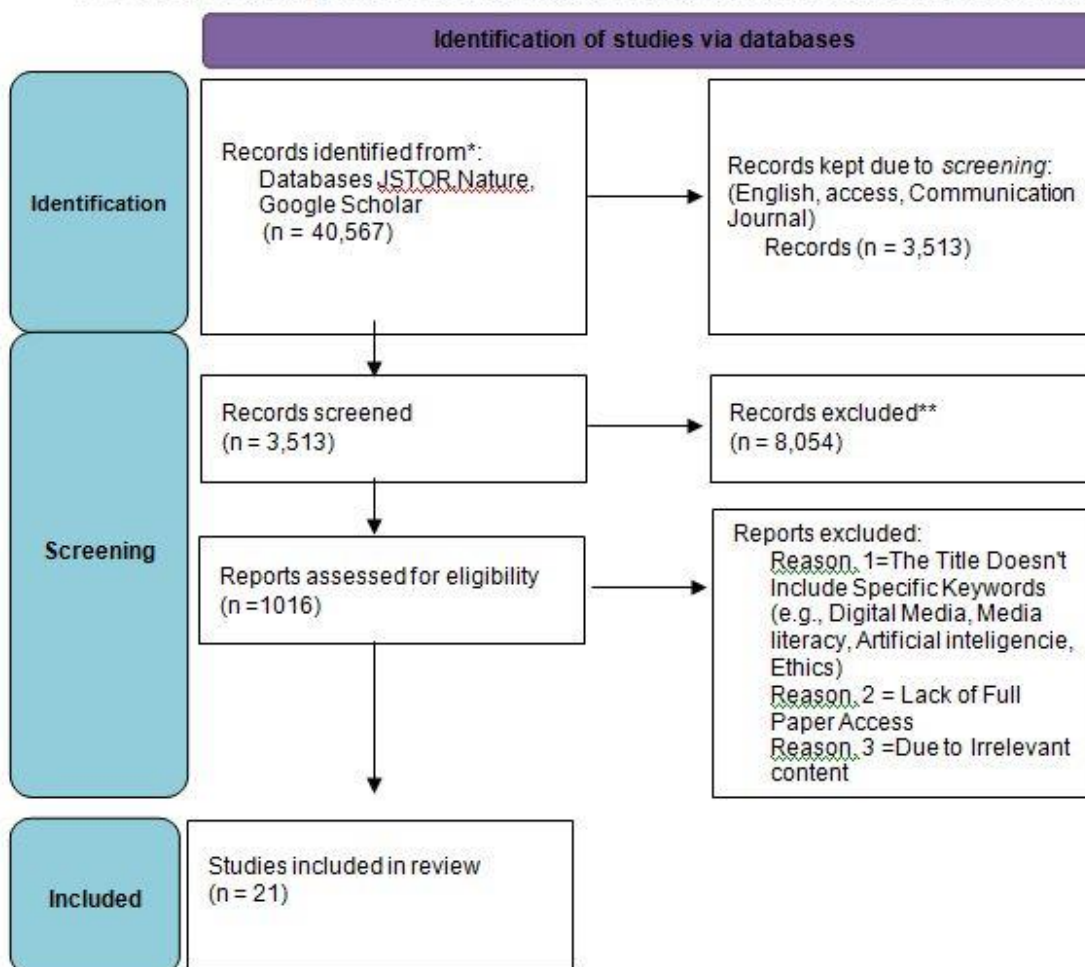 Identification of studies via databases
Identification
Records identified from*:
Databases JSTOR,Nature,
Google Scholar
(n = 40,567)
Records kept due to screening:
(English, access, Communication
Journal)
Records (n = 3,513)
Screening
Records screened
(n = 3,513)
Records excluded**
(n = 8,054)
Reports assessed for eligibility
(n =1016)
Reports excluded:
Reason, 1=The Title Doesn't
Include Specific Keywords
(e.g., Digital Media, Media
literacy, Artificial inteligencie,
Ethics)
Reason, 2 = Lack of Full
Paper Access
Reason, 3 =Due to Irrelevant
content
Included
Studies included in review
(n = 21)